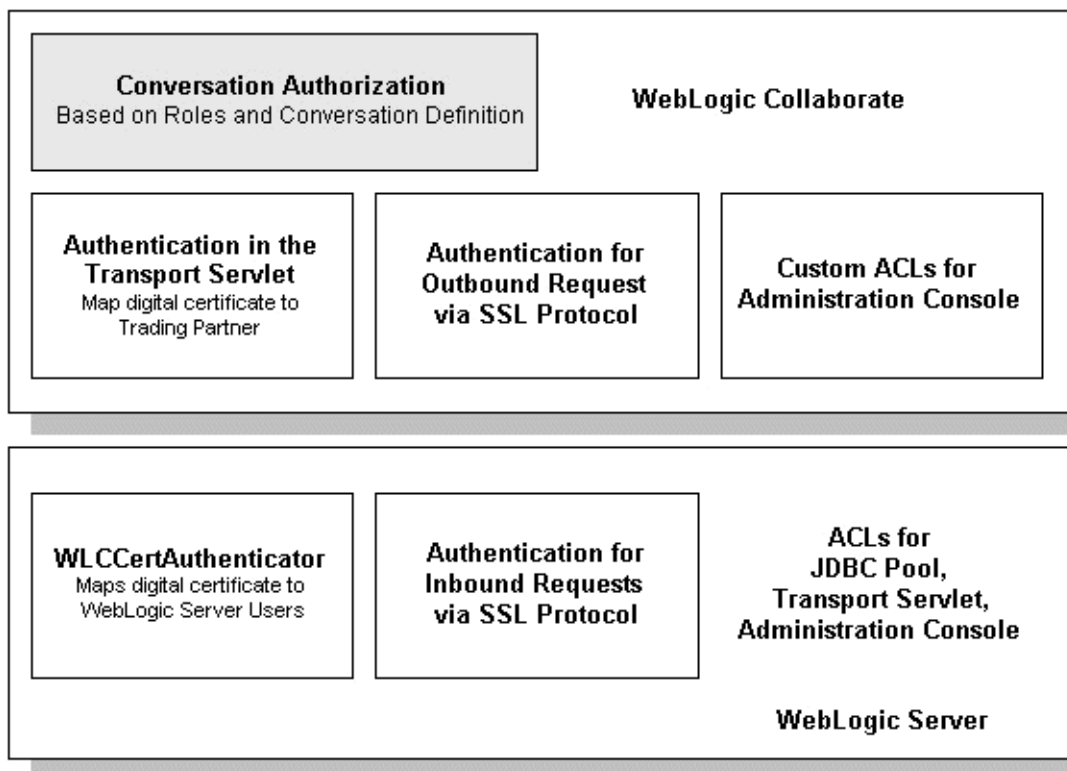 Conversation Authorization
Based on Roles and Conversation Definition
WebLogic Collaborate
Authentication in the
Transport Servlet
Map digital certificate to
Trading Partner
Authentication for
Outbound Request
via SSL Protocol
Custom ACLs for
Administration Console
WLCCertAuthenticator
Maps digital certificate to
WebLogic Server Users
Authentication for
Inbound Requests
via SSL Protocol
ACLs for
JDBC Pool,
Transport Servlet,
Administration Console
WebLogic Server